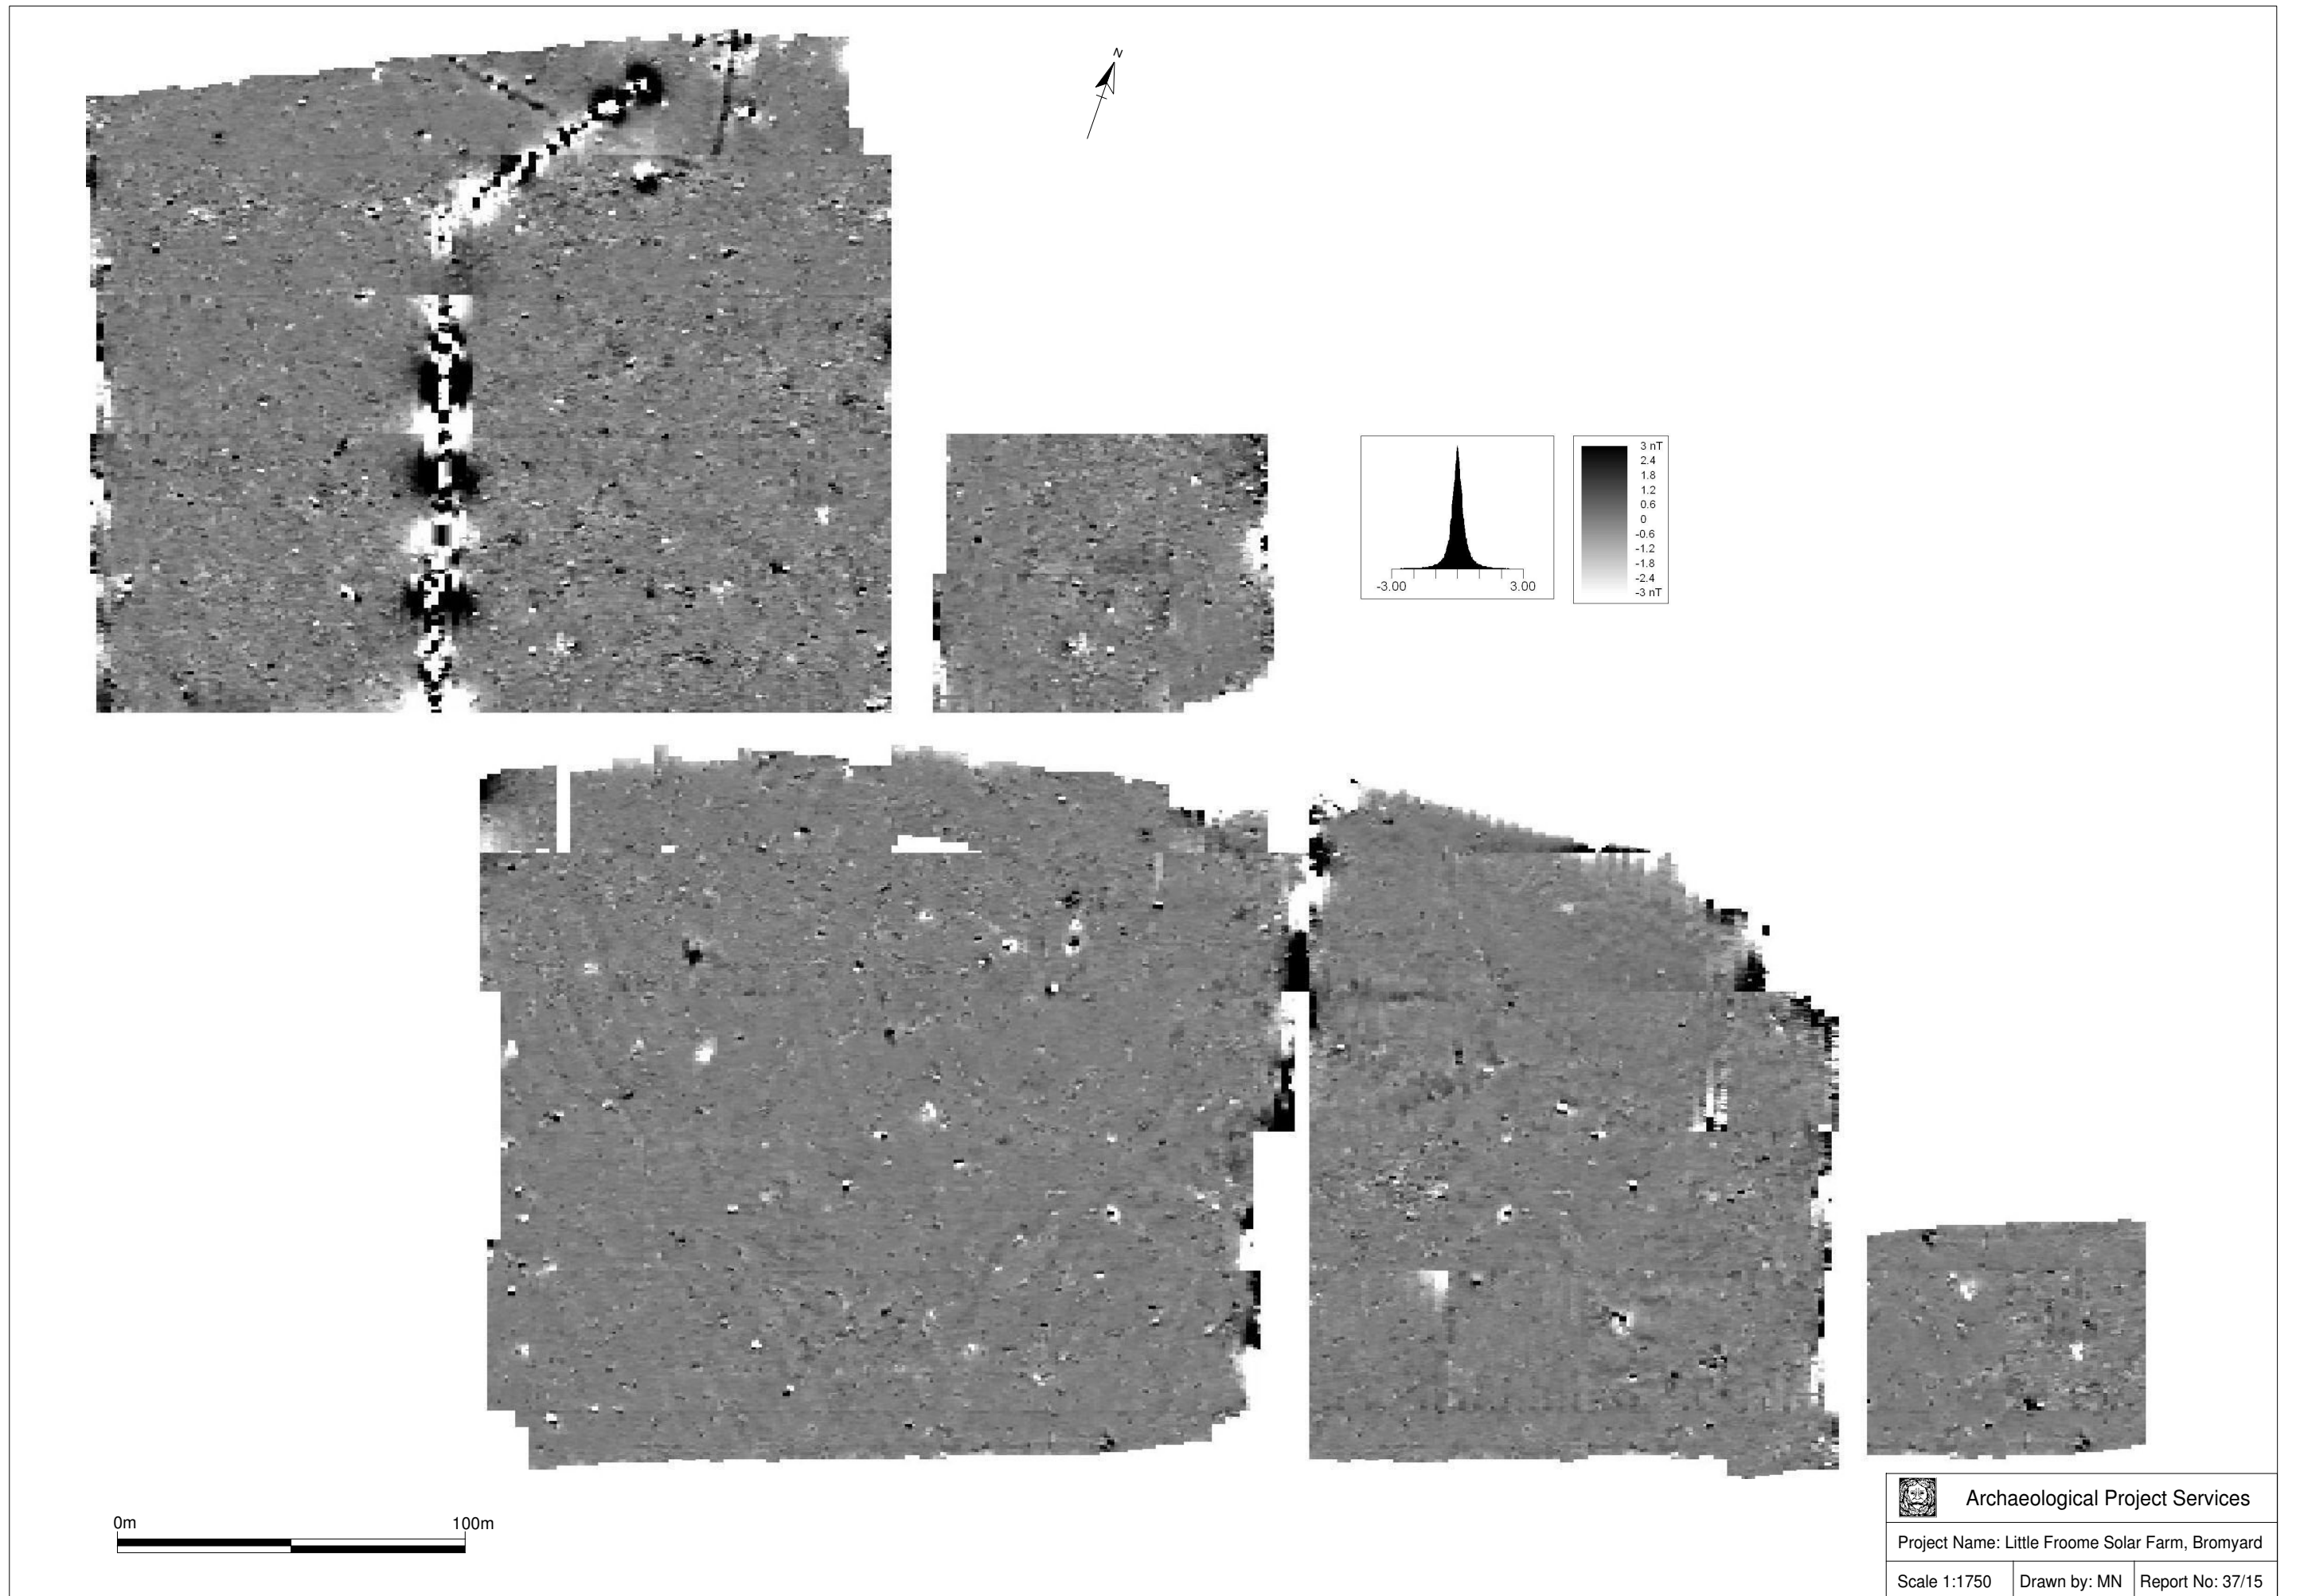 N
3 nT
2.4
1.8
1.2
0.6
0
-0.6
-1.2
-1.8
-2.4
-3 nT
-3.00 3.00
0m 100m
Archaeological Project Services
Project Name: Little Froome Solar Farm, Bromyard
Scale 1:1750 Drawn by: MN Report No: 37/15